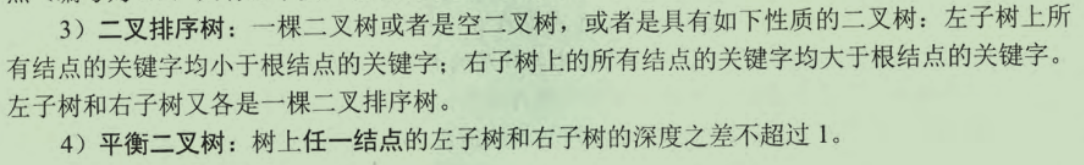 3）二叉排序树：一棵二叉树或者是空二叉树，或者是具有如下性质的二叉树：左子树上所
有结点的关键字均小于根结点的关键字；右子树上的所有结点的关键字均大于根结点的关键字。
左子树和右子树又各是一棵二叉排序树。
4）平衡二叉树：树上任一结点的左子树和右子树的深度之差不超过 1。